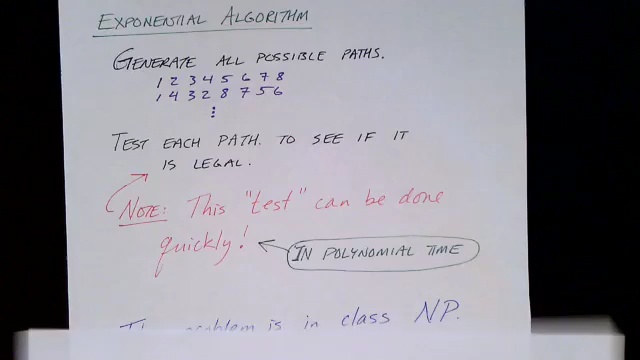 EXPONENTIAL ALGORITHM
GENERATE ALL POSSIBLE PATHS.
1 2 3 4 5 6 7 8
1 4 3 2 8 7 5 6
⋮
TEST EACH PATH TO SEE IF IT
IS LEGAL.
NOTE: This "test" can be done
quickly!
IN POLYNOMIAL TIME
problem is in class NP.